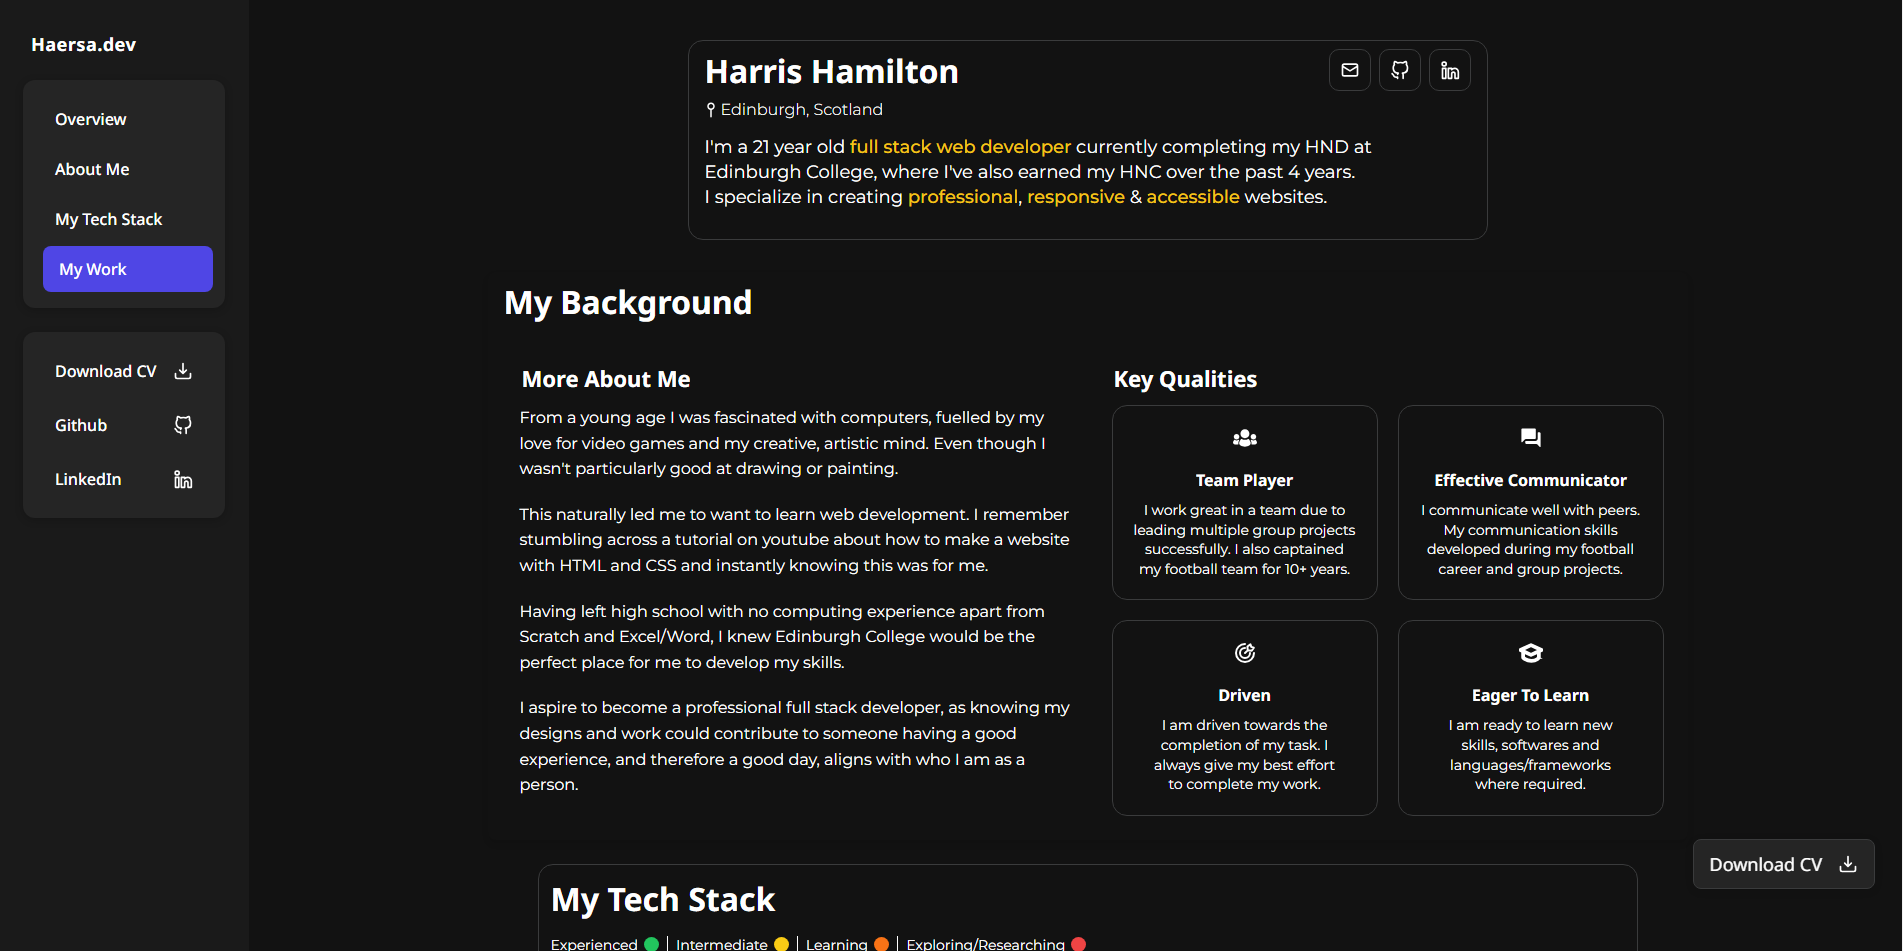 Haersa.dev
Overview
About Me
My Tech Stack
My Work
Download CV
Github
LinkedIn
Harris Hamilton
Edinburgh, Scotland
I'm a 21 year old full stack web developer currently completing my HND at
Edinburgh College, where I've also earned my HNC over the past 4 years.
I specialize in creating professional, responsive & accessible websites.
My Background
More About Me
From a young age I was fascinated with computers, fuelled by my
love for video games and my creative, artistic mind. Even though I
wasn't particularly good at drawing or painting.
This naturally led me to want to learn web development. I remember
stumbling across a tutorial on youtube about how to make a website
with HTML and CSS and instantly knowing this was for me.
Having left high school with no computing experience apart from
Scratch and Excel/Word, I knew Edinburgh College would be the
perfect place for me to develop my skills.
I aspire to become a professional full stack developer, as knowing my
designs and work could contribute to someone having a good
experience, and therefore a good day, aligns with who I am as a
person.
Key Qualities
Team Player
I work great in a team due to
leading multiple group projects
successfully. I also captained
my football team for 10+ years.
Effective Communicator
I communicate well with peers.
My communication skills
developed during my football
career and group projects.
Driven
I am driven towards the
completion of my task. I
always give my best effort
to complete my work.
Eager To Learn
I am ready to learn new
skills, softwares and
languages/frameworks
where required.
Download CV
My Tech Stack
Experienced | Intermediate | Learning | Exploring/Researching